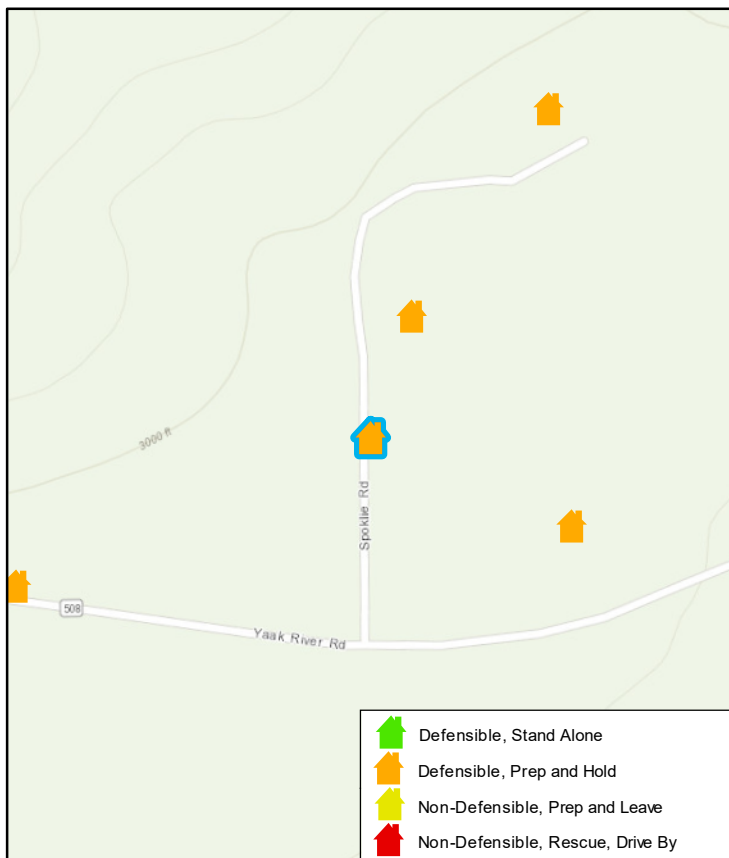 3000 ft
Spoklie Rd
508
Yaak River Rd
Defensible, Stand Alone
Defensible, Prep and Hold
Non-Defensible, Prep and Leave
Non-Defensible, Rescue, Drive By